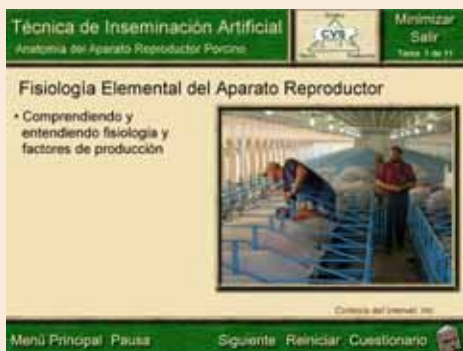 Técnica de Inseminación Artificial
Anatomía del Aparato Reproductor Porcino
CVS
Minimizar
Salir
Tema 1 de 11
Fisiología Elemental del Aparato Reproductor
• Comprendiendo y
entendiendo fisiología y
factores de producción
Cortesía del Intervet, Inc.
Menú Principal Pausa Siguiente Reiniciar Cuestionario